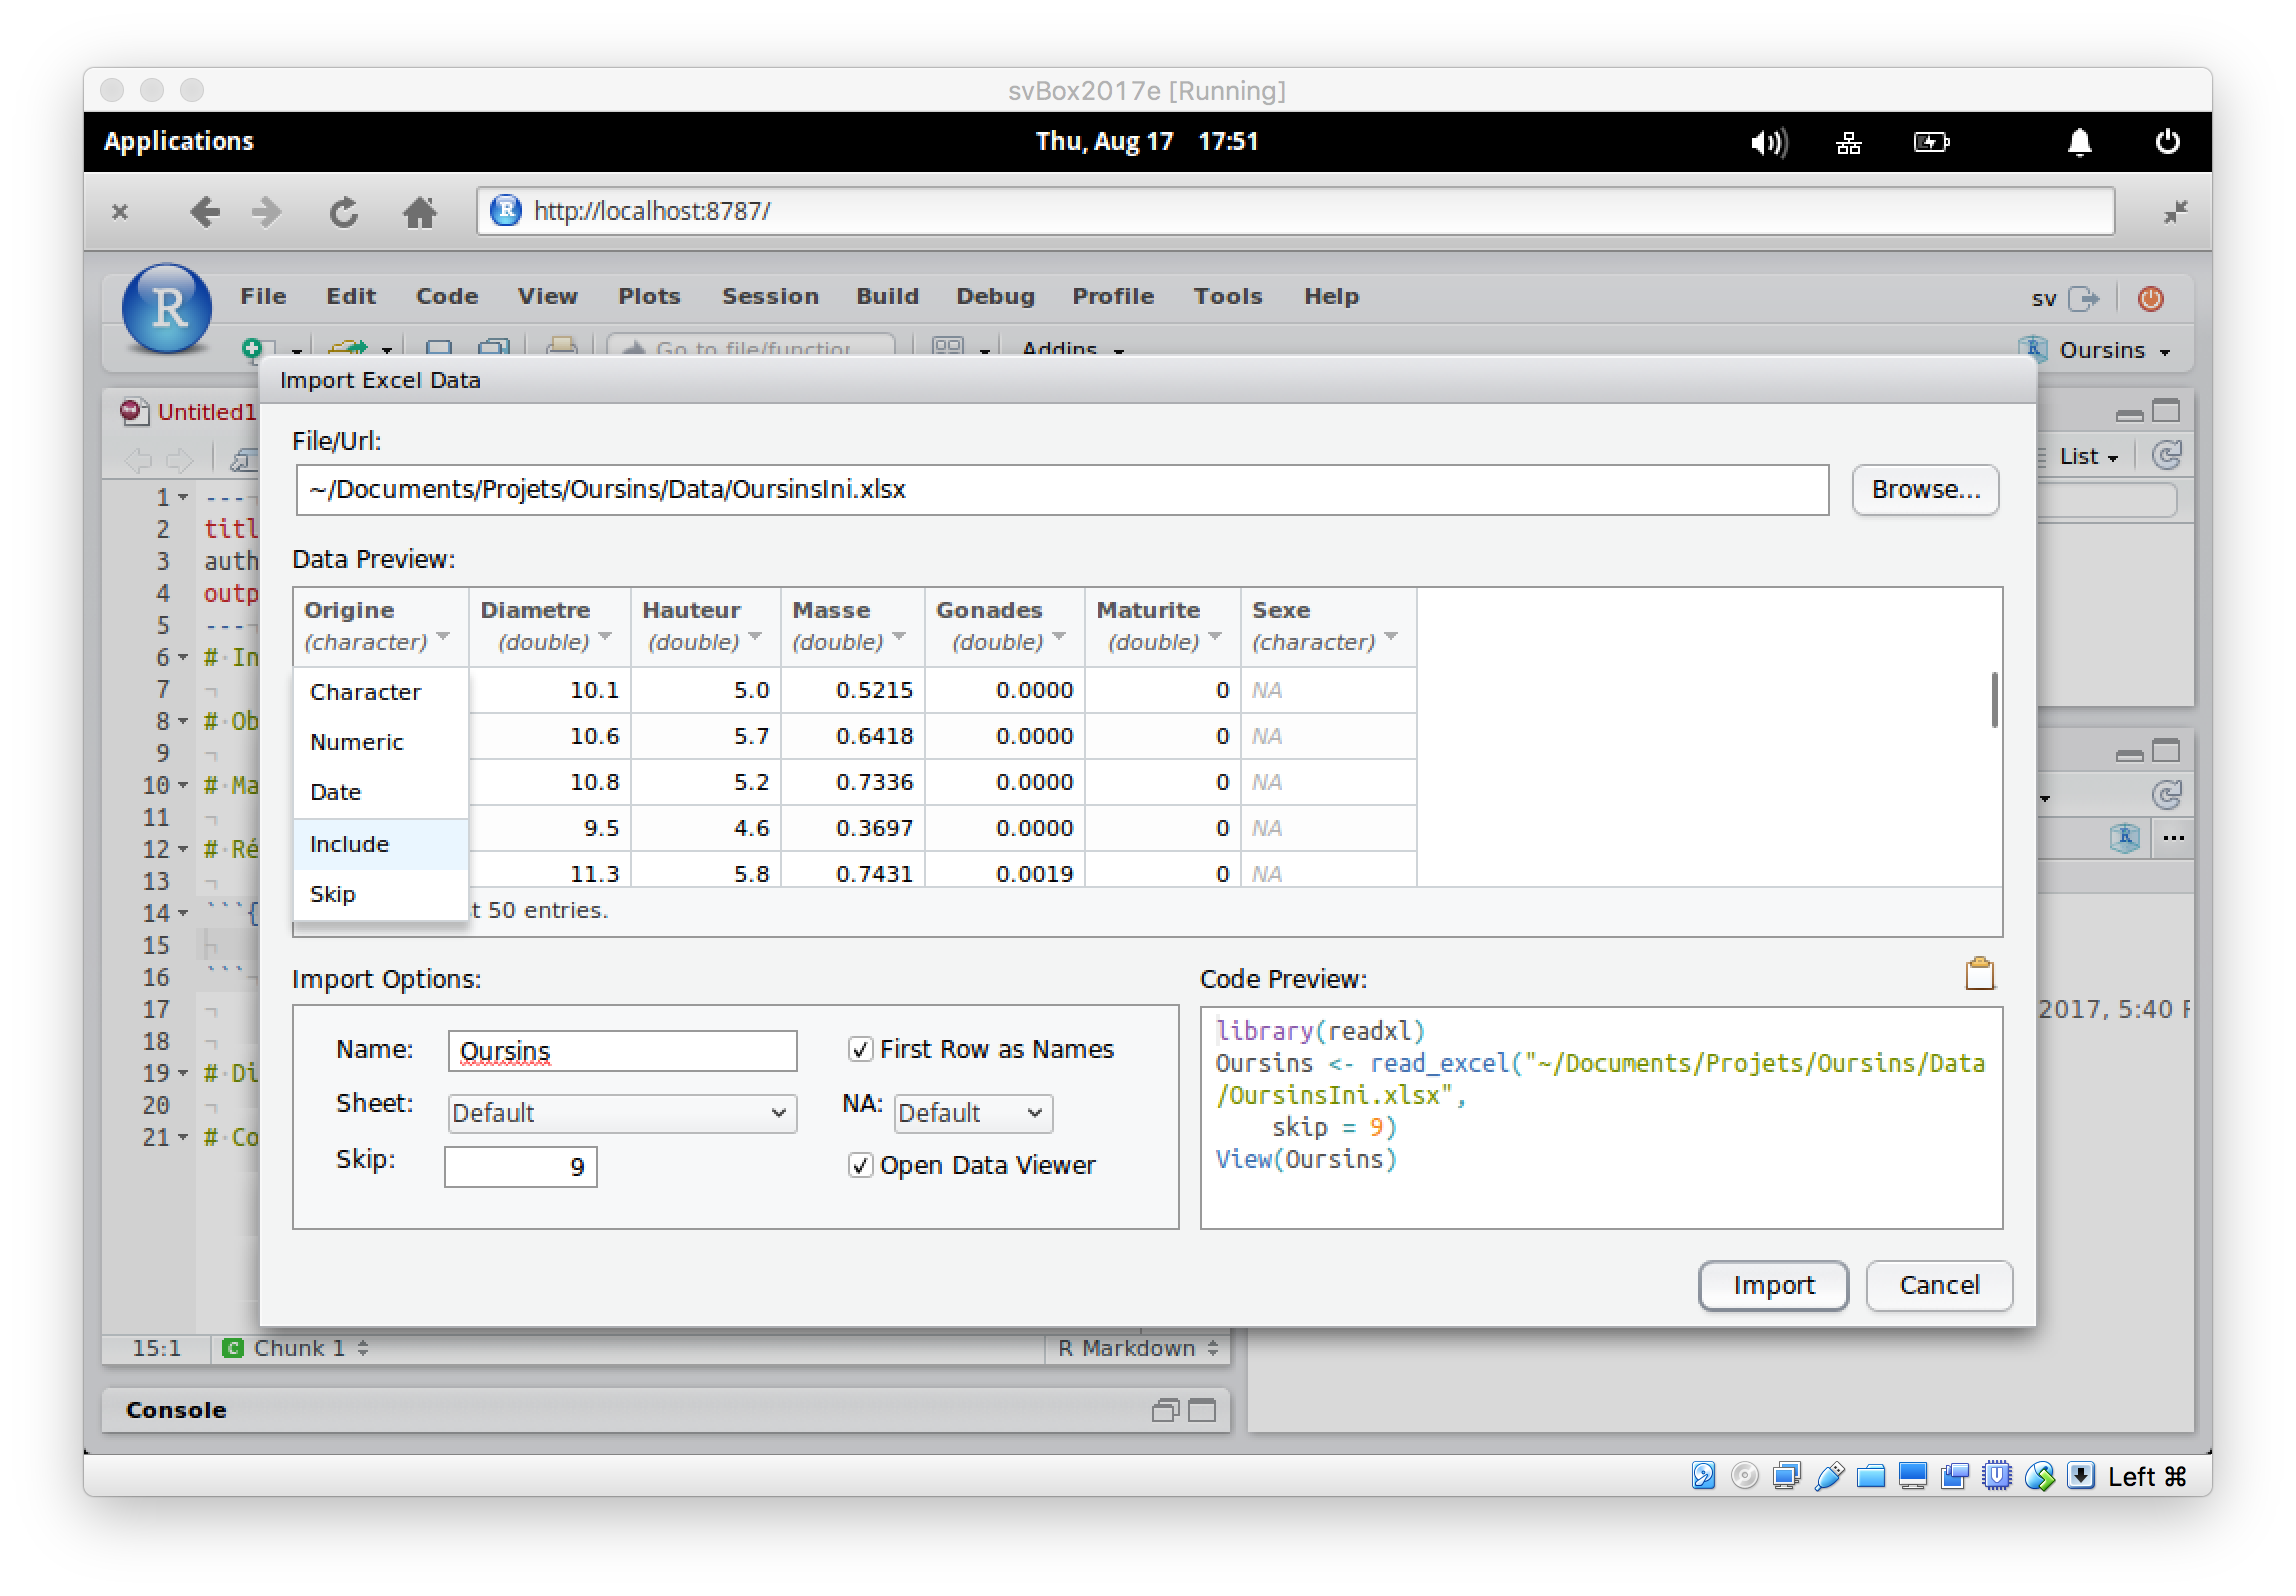 svBox2017e [Running]
Applications
Thu, Aug 17 17:51
http://localhost:8787/
R
File Edit Code View Plots Session Build Debug Profile Tools Help
sv
Go to file/function
Addins
Oursins
Import Excel Data
Untitled1
List
File/Url:
~/Documents/Projets/Oursins/Data/OursinsIni.xlsx
Browse...
Data Preview:
Origine Diametre Hauteur Masse Gonades Maturite Sexe
(character) (double) (double) (double) (double) (double) (character)
10.1 5.0 0.5215 0.0000 0 NA
10.6 5.7 0.6418 0.0000 0 NA
10.8 5.2 0.7336 0.0000 0 NA
9.5 4.6 0.3697 0.0000 0 NA
11.3 5.8 0.7431 0.0019 0 NA
Character
Numeric
Date
Include
Skip
t 50 entries.
1 ---
2 titl
3 auth
4 outp
5 ---
6 # In
7
8 # Ob
9
10 # Ma
11
12 # Ré
13
14 ```{
15
16 ```
17
18
19 # Di
20
21 # Co
Import Options:
Name: Oursins
First Row as Names
Sheet: Default
NA: Default
Skip: 9
Open Data Viewer
Code Preview:
library(readxl)
Oursins <- read_excel("~/Documents/Projets/Oursins/Data
/OursinsIni.xlsx",
skip = 9)
View(Oursins)
2017, 5:40 P
Import
Cancel
15:1
C Chunk 1
R Markdown
Console
Left ⌘